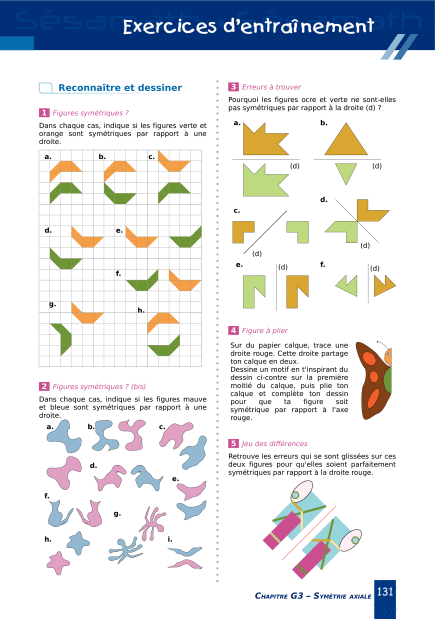 Exercices d'entraînement
Reconnaître et dessiner
1 Figures symétriques ?
Dans chaque cas, indique si les figures verte et
orange sont symétriques par rapport à une
droite.
a. b. c.
d. e.
f.
g.
h.
2 Figures symétriques ? (bis)
Dans chaque cas, indique si les figures mauve
et bleue sont symétriques par rapport à une
droite.
a. b. c.
d.
e.
f.
g.
h. i.
3 Erreurs à trouver
Pourquoi les figures ocre et verte ne sont-elles
pas symétriques par rapport à la droite (d) ?
a. b.
(d) (d)
c. d.
(d) (d)
e. (d) f. (d)
4 Figure à plier
Sur du papier calque, trace une
droite rouge. Cette droite partage
ton calque en deux.
Dessine un motif en t'inspirant du
dessin ci-contre sur la première
moitié du calque, puis plie ton
calque et complète ton dessin
pour que ta figure soit
symétrique par rapport à l'axe
rouge.
5 Jeu des différences
Retrouve les erreurs qui se sont glissées sur ces
deux figures pour qu'elles soient parfaitement
symétriques par rapport à la droite rouge.
CHAPITRE G3 – SYMÉTRIE AXIALE 131